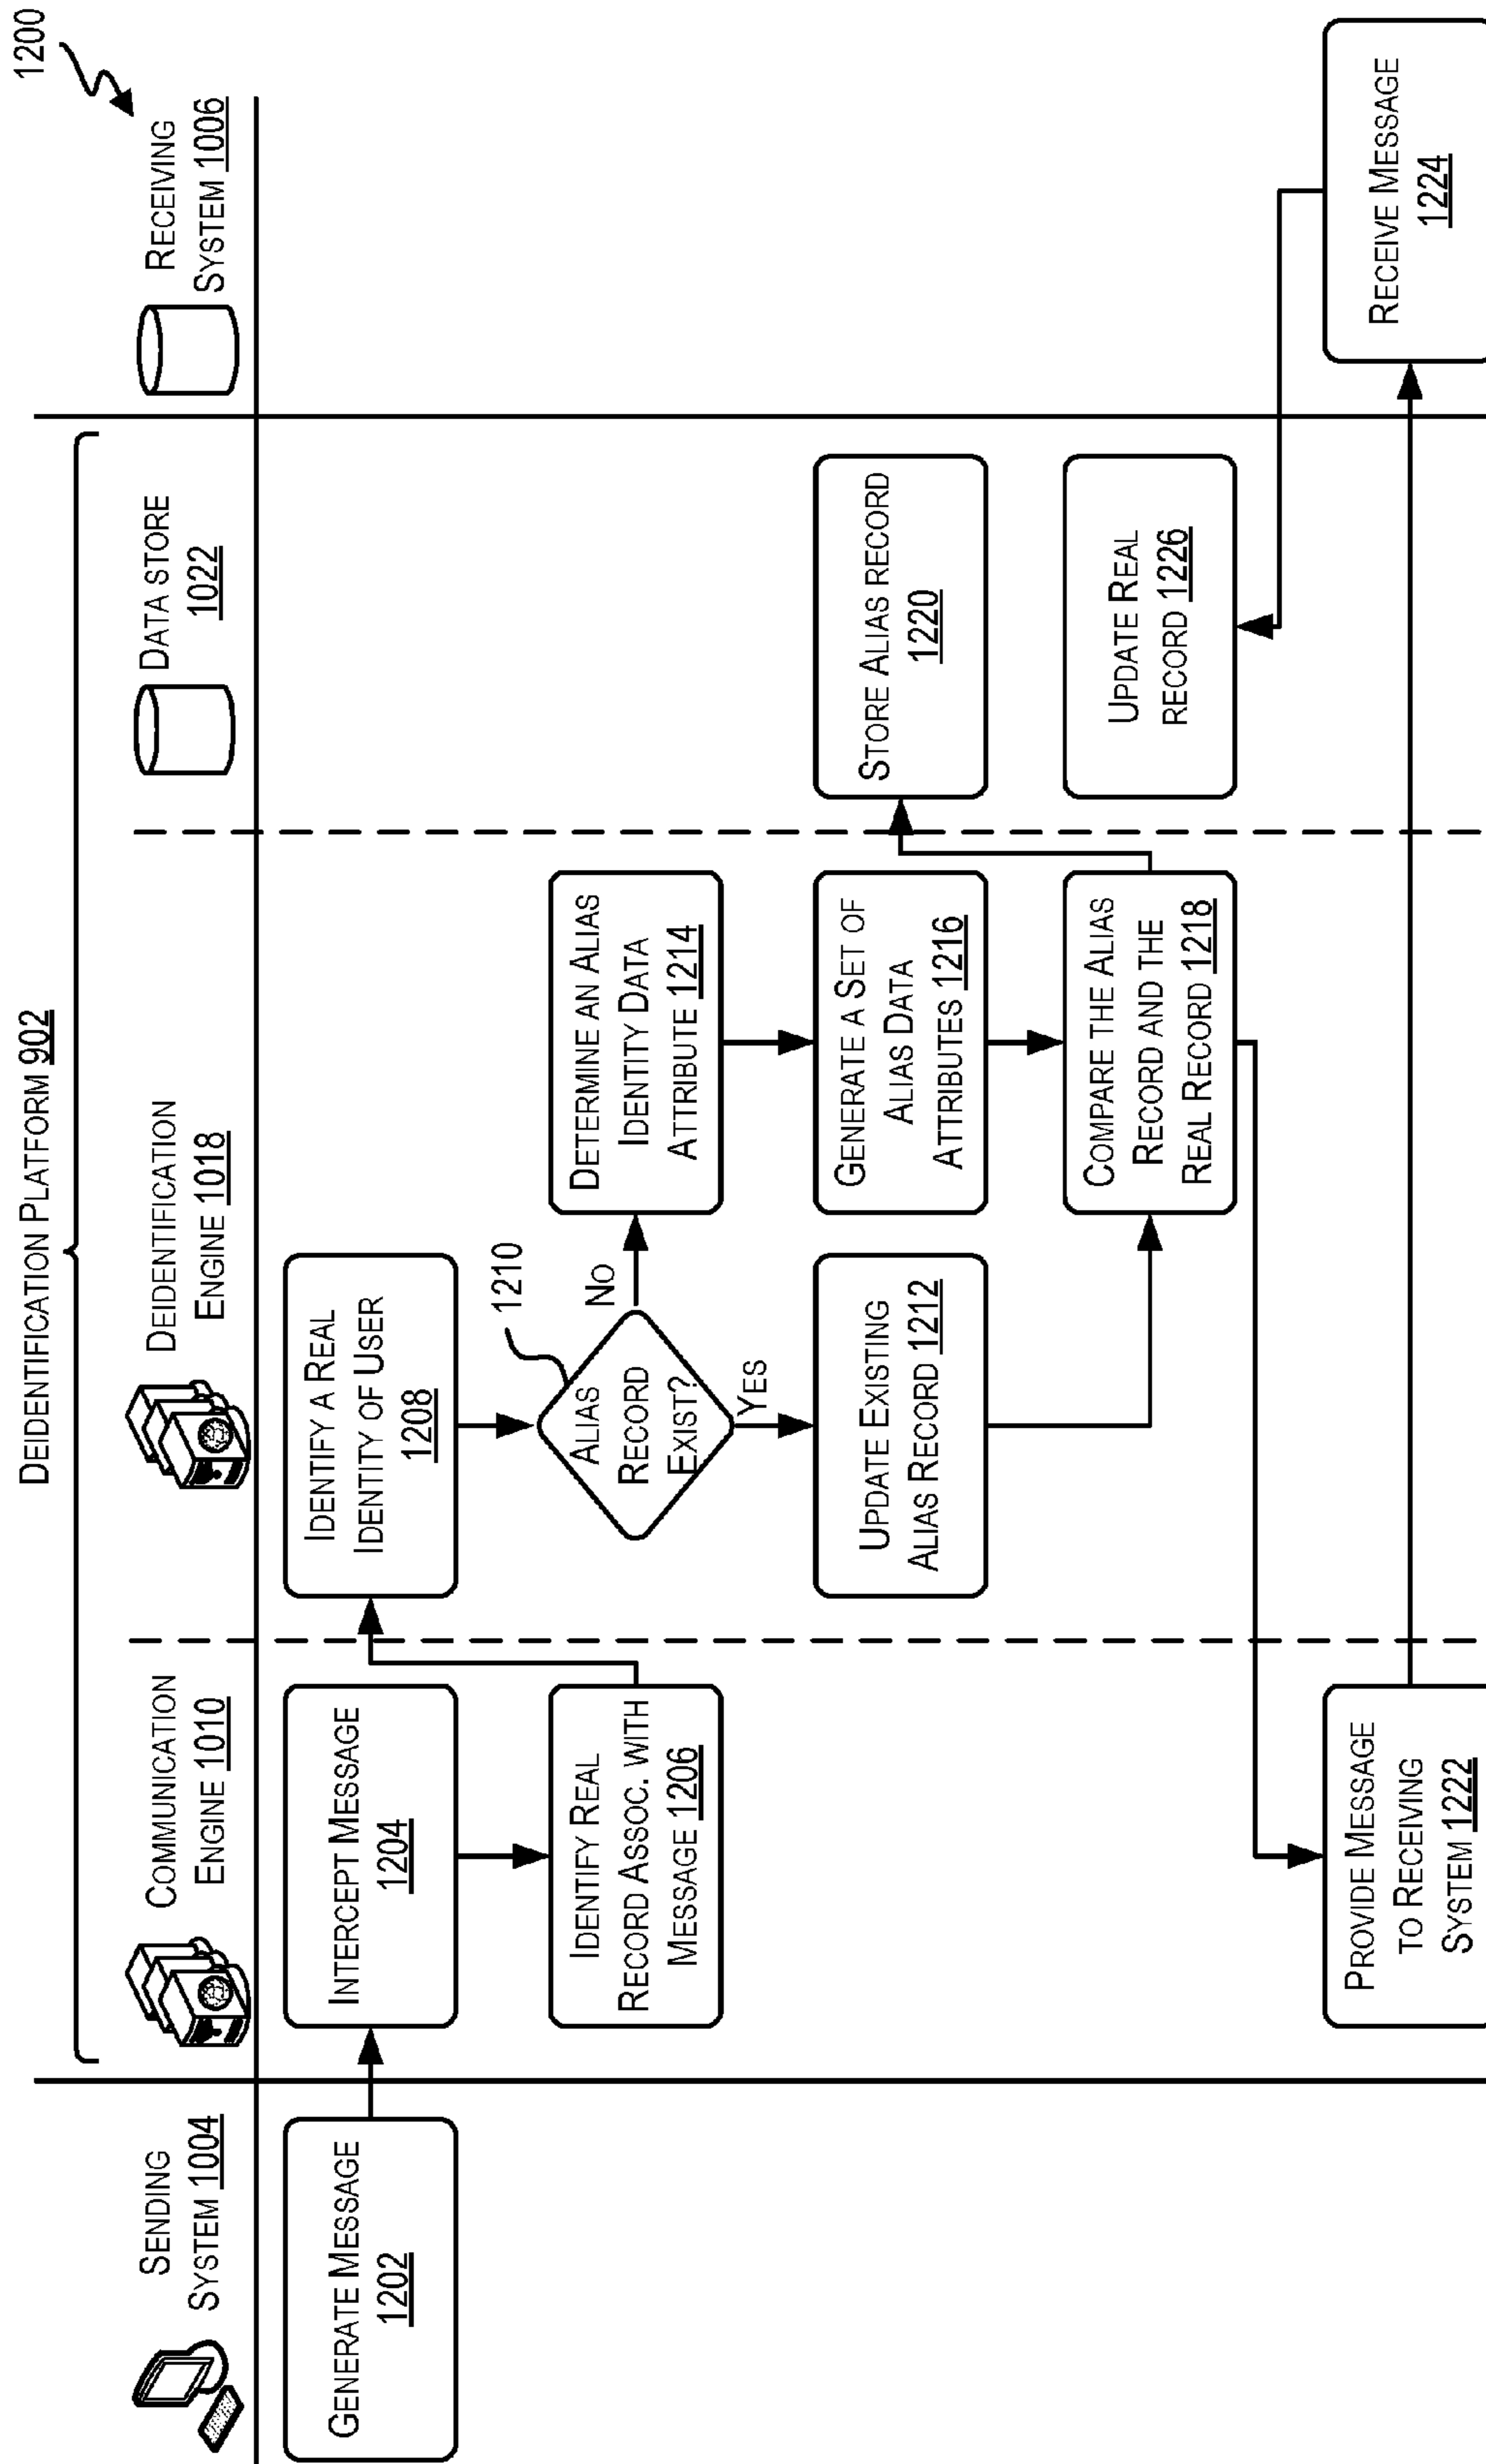 1200
DEIDENTIFICATION PLATFORM 902
SENDING
SYSTEM 1004
COMMUNICATION
ENGINE 1010
DEIDENTIFICATION
ENGINE 1018
DATA STORE
1022
RECEIVING
SYSTEM 1006
GENERATE MESSAGE
1202
INTERCEPT MESSAGE
1204
IDENTIFY REAL
RECORD ASSOC. WITH
MESSAGE 1206
IDENTIFY A REAL
IDENTITY OF USER
1208
1210
ALIAS
RECORD
EXIST?
NO
YES
UPDATE EXISTING
ALIAS RECORD 1212
DETERMINE AN ALIAS
IDENTITY DATA
ATTRIBUTE 1214
GENERATE A SET OF
ALIAS DATA
ATTRIBUTES 1216
COMPARE THE ALIAS
RECORD AND THE
REAL RECORD 1218
STORE ALIAS RECORD
1220
UPDATE REAL
RECORD 1226
PROVIDE MESSAGE
TO RECEIVING
SYSTEM 1222
RECEIVE MESSAGE
1224